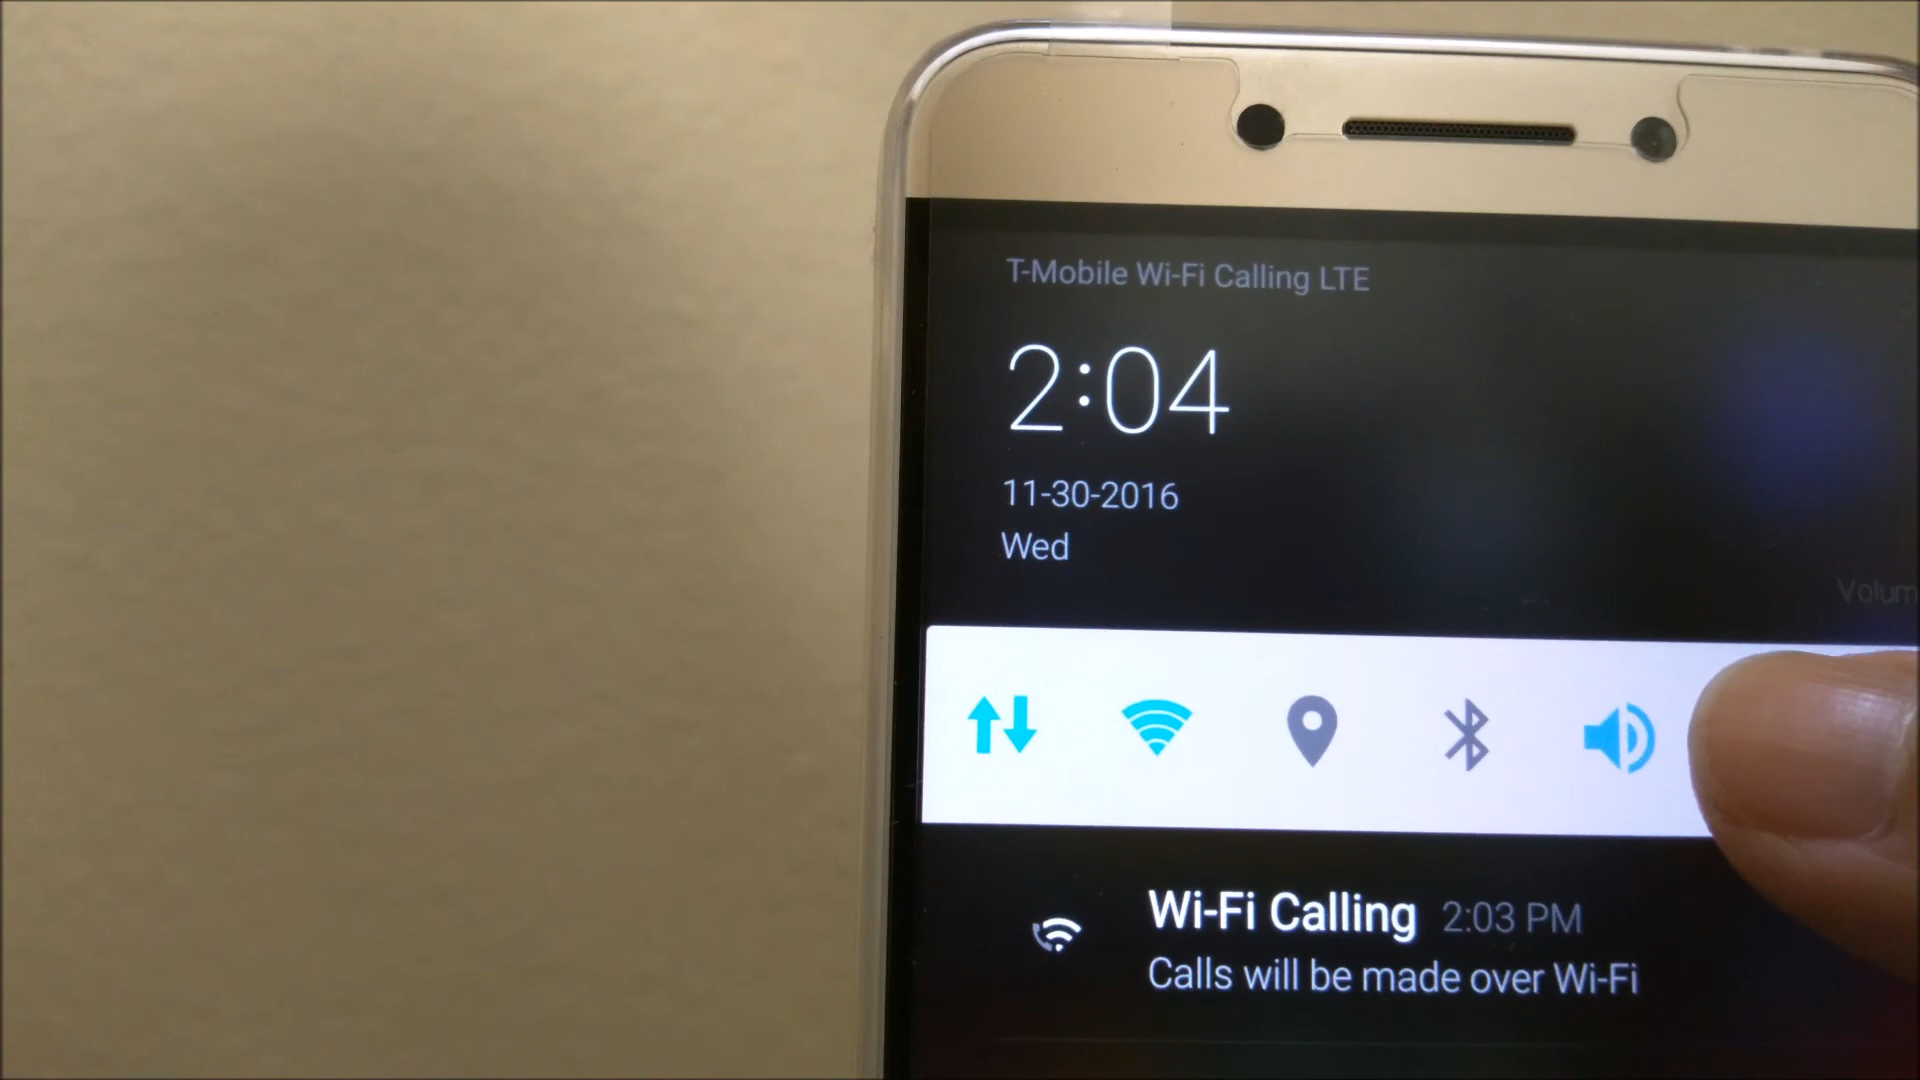 T-Mobile Wi-Fi Calling LTE
2:04
11-30-2016
Wed
Volum
Wi-Fi Calling 2:03 PM
Calls will be made over Wi-Fi